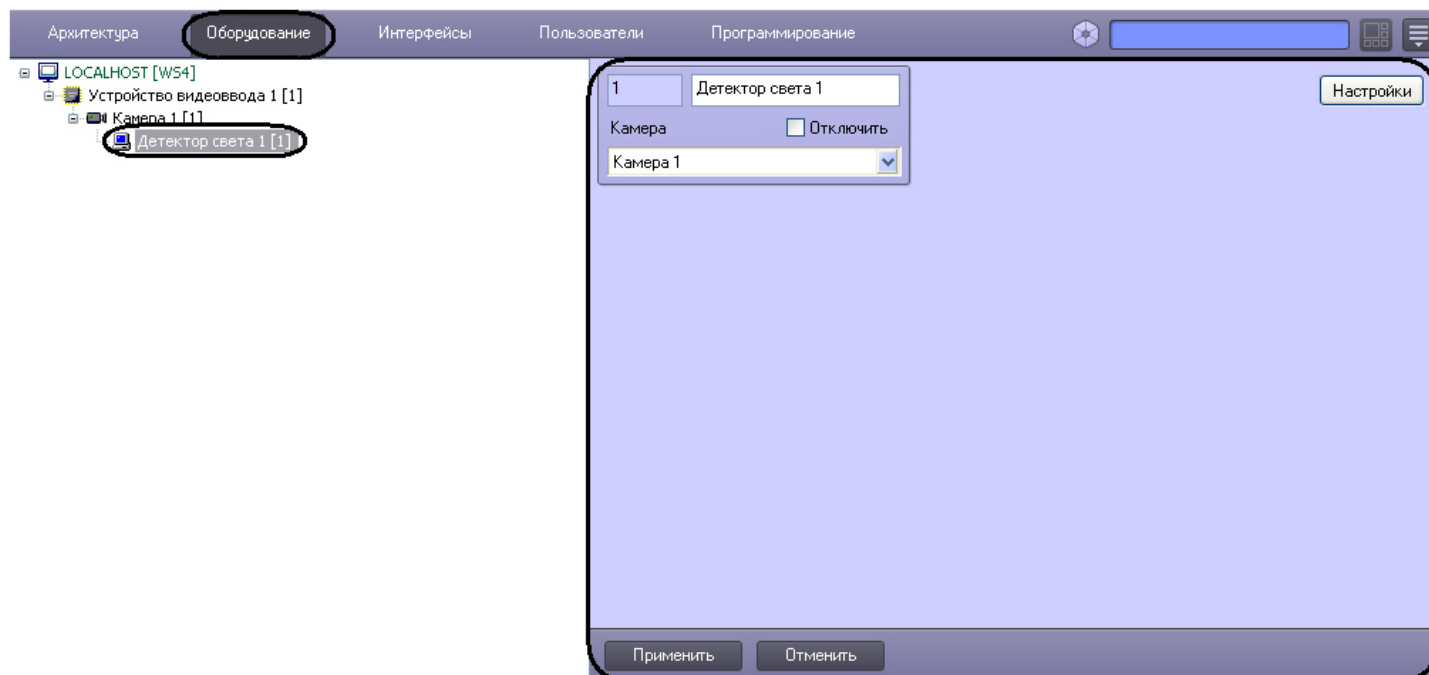 Архитектура Оборудование Интерфейсы Пользователи Программирование
LOCALHOST [WS4]
Устройство видеоввода 1 [1]
Камера 1 [1]
Детектор света 1 [1]
1 Детектор света 1
Настройки
Камера Отключить
Камера 1
Применить Отменить